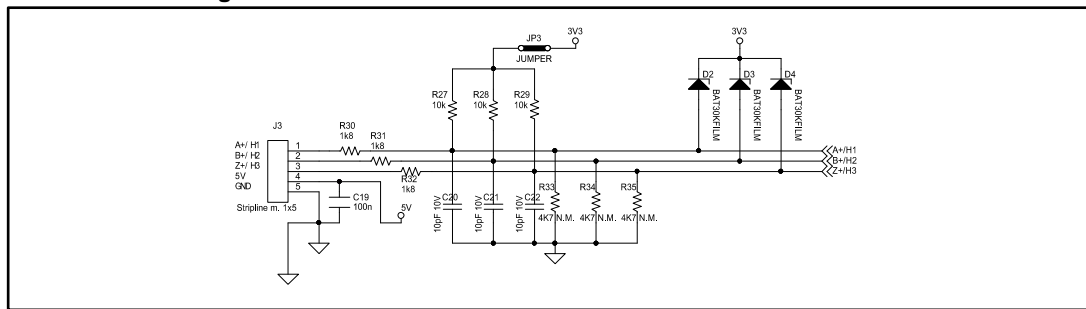 JP3
3V3
JUMPER
3V3
R27
10k
R28
10k
R29
10k
D2
D3
D4
BAT30KFILM
BAT30KFILM
BAT30KFILM
J3
R30
1k8
R31
1k8
A+/ H1
1
B+/ H2
2
Z+/ H3
3
5V
4
GND
5
R32
1k8
A+/H1
B+/H2
Z+/H3
Stripline m. 1x5
C19
100n
5V
C20
10pF 10V
C21
10pF 10V
C22
10pF 10V
R33
4K7 N.M.
R34
4K7 N.M.
R35
4K7 N.M.